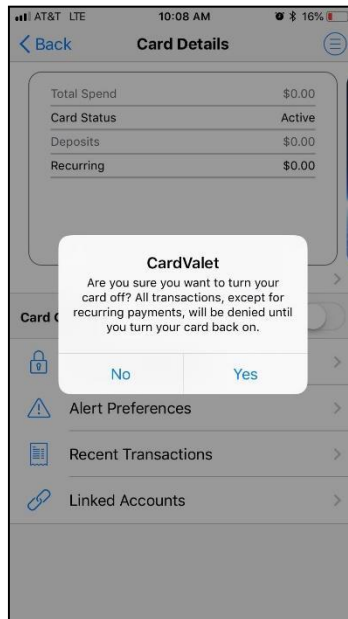 AT&T LTE 10:08 AM 16%
Back Card Details
Total Spend $0.00
Card Status Active
Deposits $0.00
Recurring $0.00
CardValet
Are you sure you want to turn your
card off? All transactions, except for
recurring payments, will be denied until
you turn your card back on.
Card
No Yes
Alert Preferences
Recent Transactions
Linked Accounts